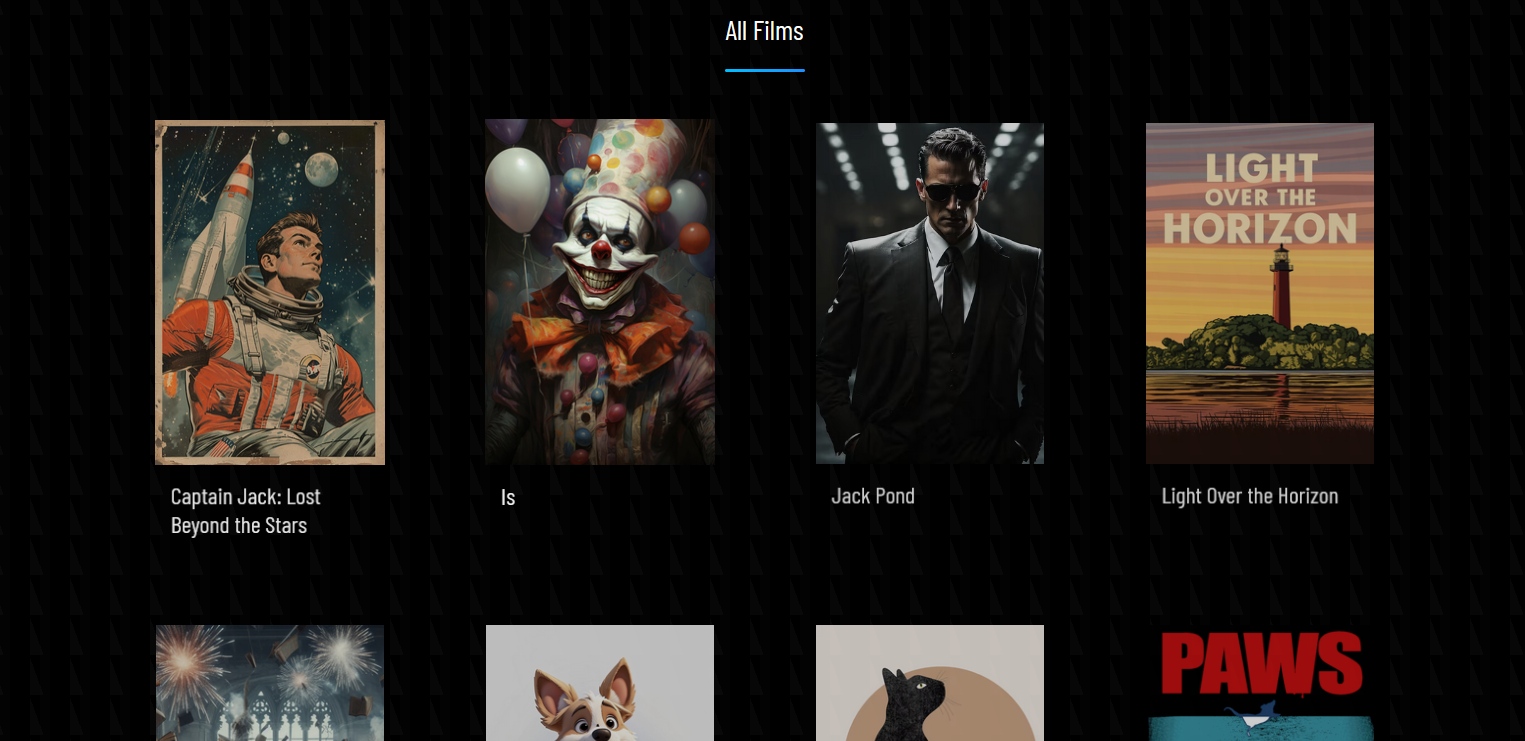 All Films
LIGHT
OVER THE
HORIZON
Captain Jack: Lost
Beyond the Stars
Is
Jack Pond
Light Over the Horizon
PAWS